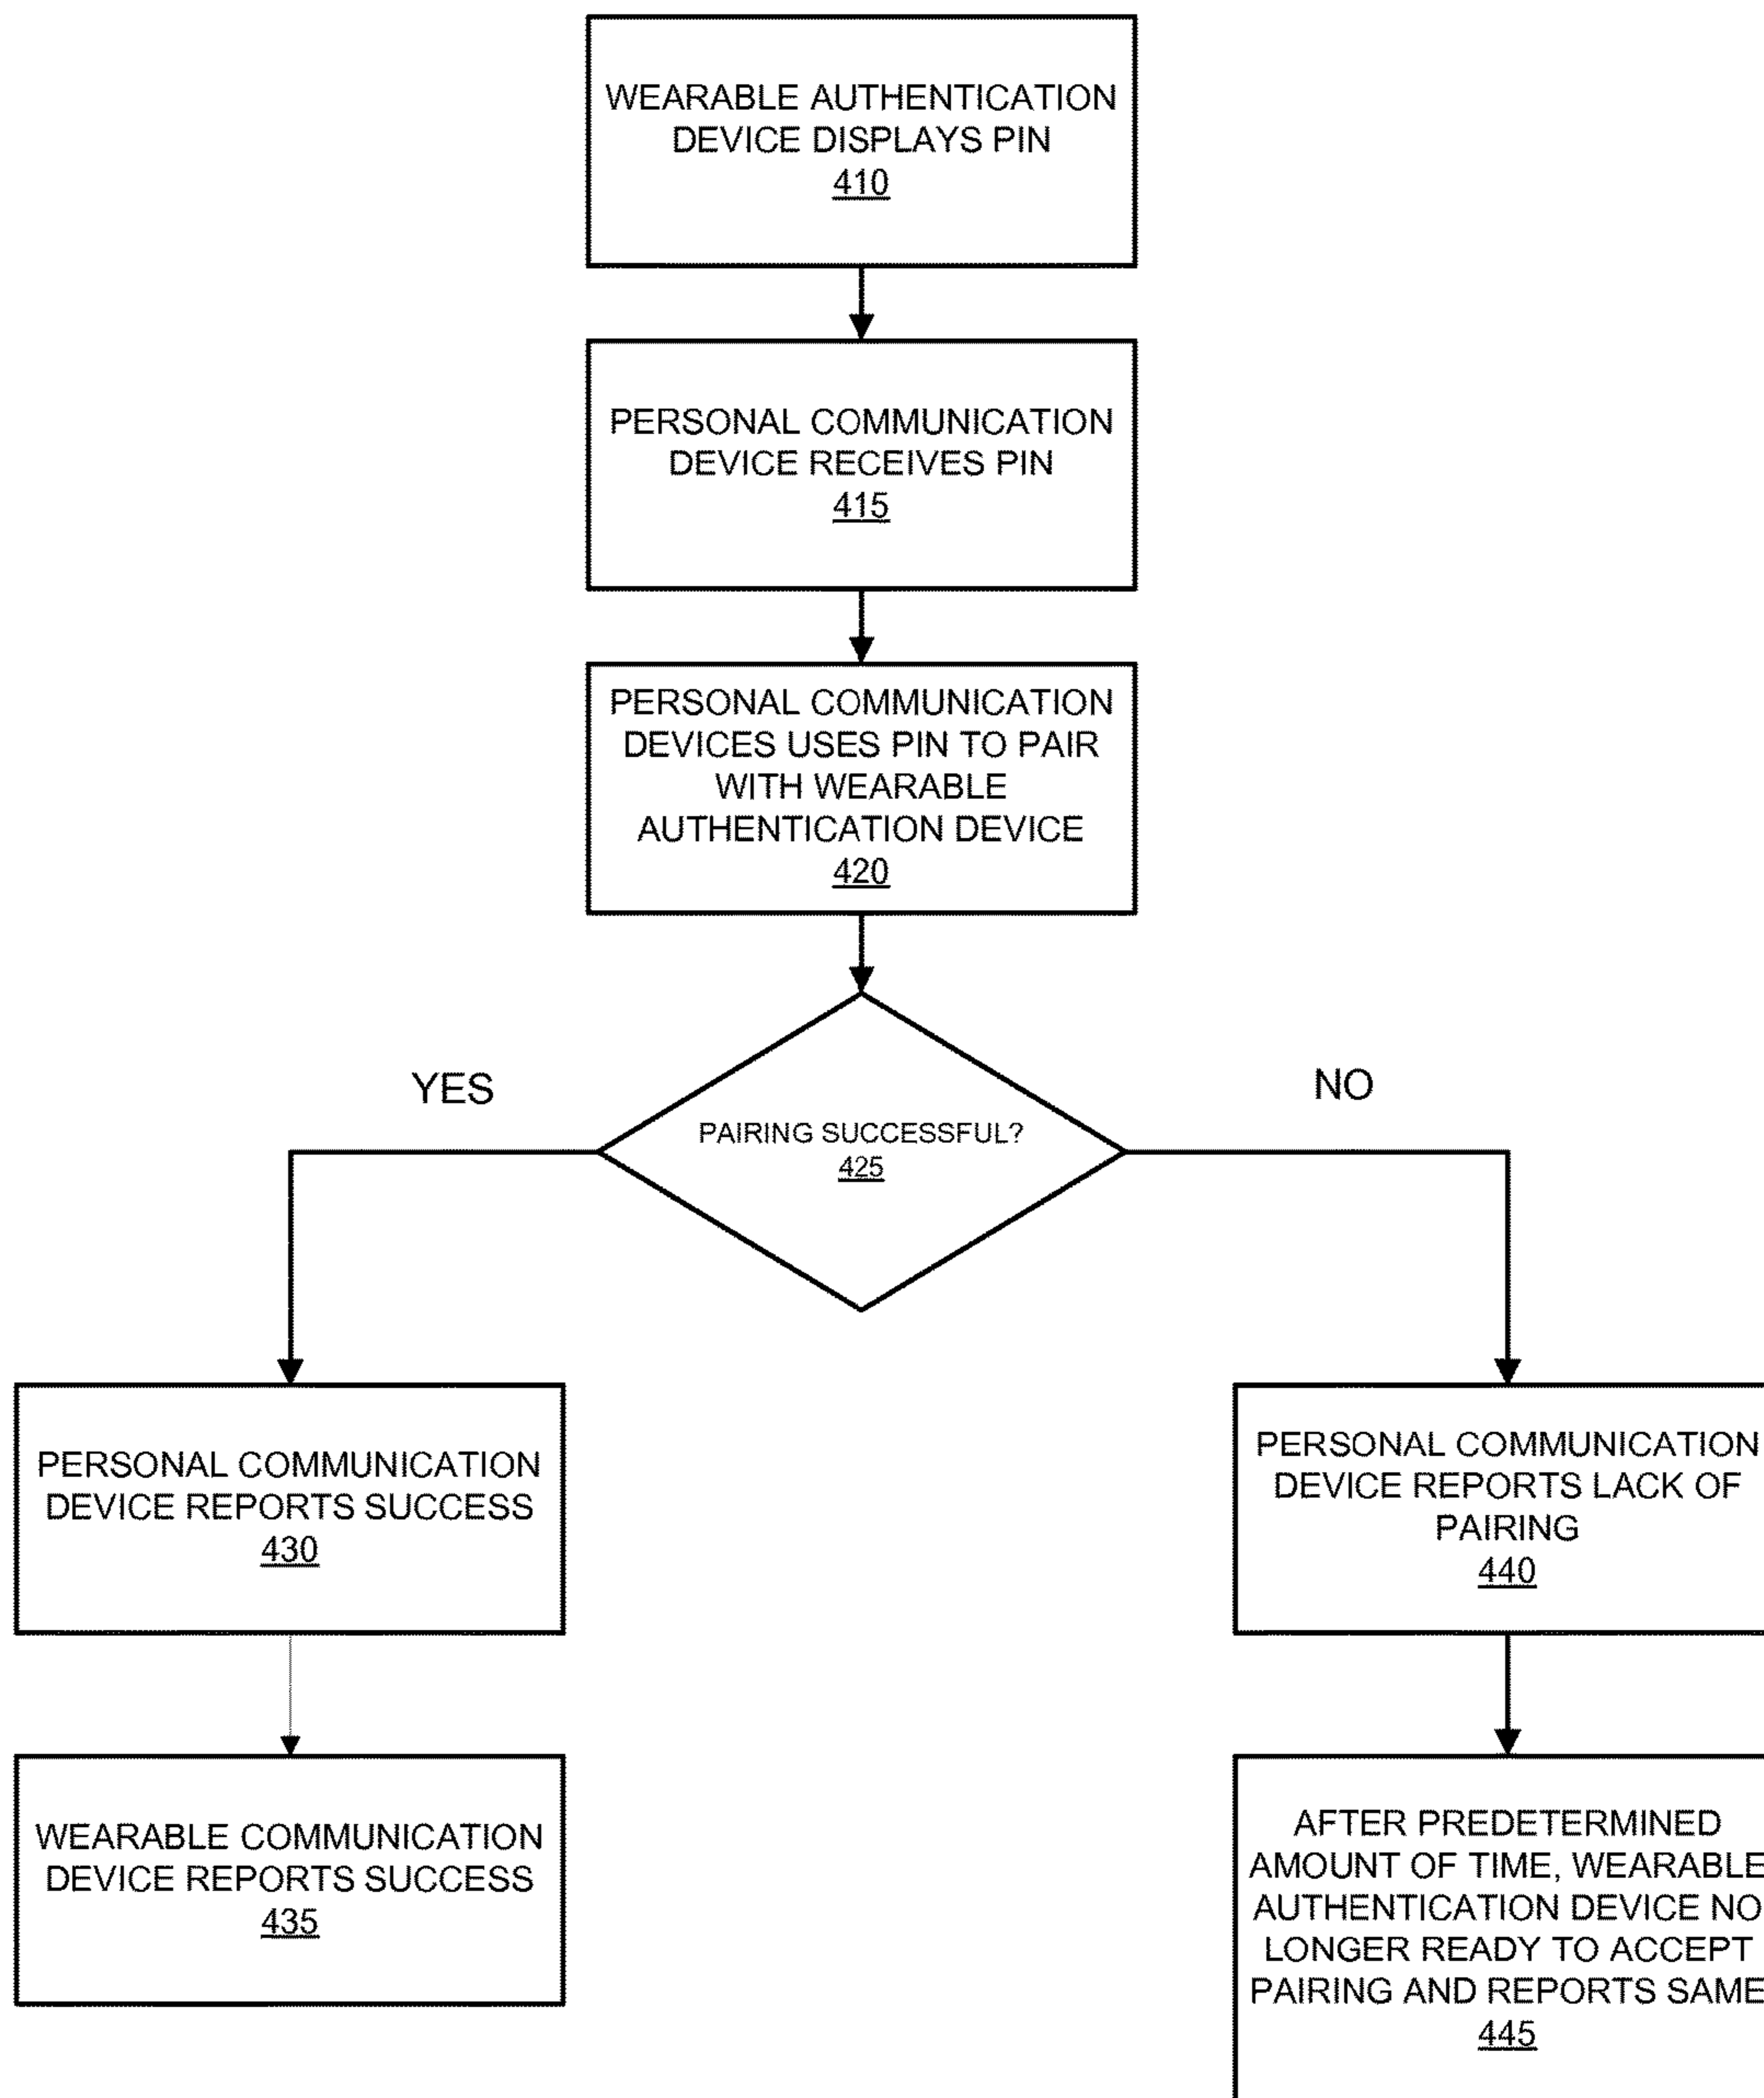 WEARABLE AUTHENTICATION
DEVICE DISPLAYS PIN
410
PERSONAL COMMUNICATION
DEVICE RECEIVES PIN
415
PERSONAL COMMUNICATION
DEVICES USES PIN TO PAIR
WITH WEARABLE
AUTHENTICATION DEVICE
420
YES
NO
PAIRING SUCCESSFUL?
425
PERSONAL COMMUNICATION
DEVICE REPORTS SUCCESS
430
PERSONAL COMMUNICATION
DEVICE REPORTS LACK OF
PAIRING
440
WEARABLE COMMUNICATION
DEVICE REPORTS SUCCESS
435
AFTER PREDETERMINED
AMOUNT OF TIME, WEARABLE
AUTHENTICATION DEVICE NO
LONGER READY TO ACCEPT
PAIRING AND REPORTS SAME
445